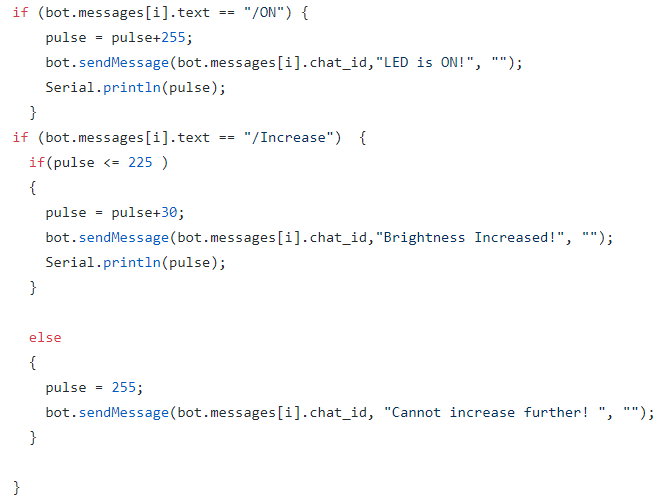 if (bot.messages[i].text == "/ON") {
    pulse = pulse+255;
    bot.sendMessage(bot.messages[i].chat_id,"LED is ON!", "");
    Serial.println(pulse);
  }
if (bot.messages[i].text == "/Increase")  {
  if(pulse <= 225 )
  {
    pulse = pulse+30;
    bot.sendMessage(bot.messages[i].chat_id,"Brightness Increased!", "");
    Serial.println(pulse);
  }
  else
  {
    pulse = 255;
    bot.sendMessage(bot.messages[i].chat_id, "Cannot increase further! ", "");
  }
}